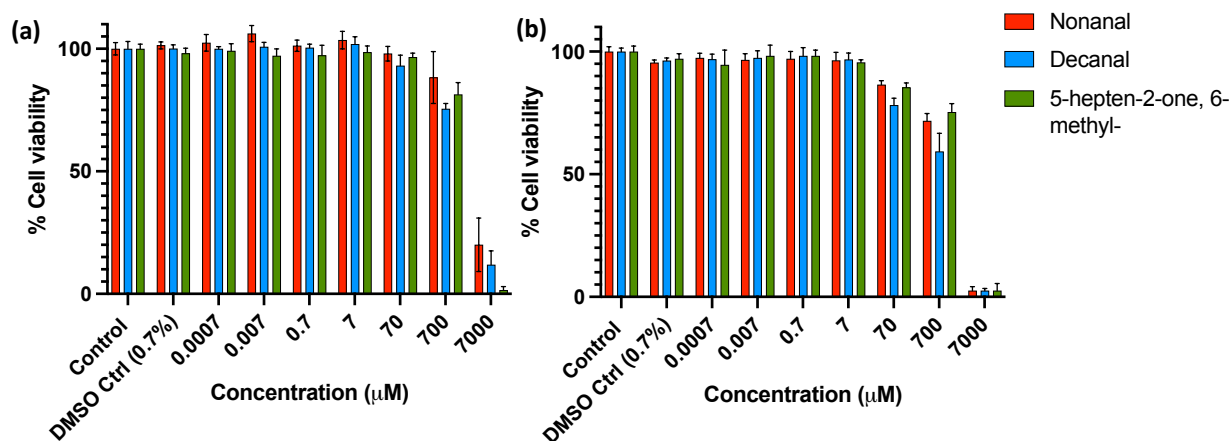 (a)
% Cell viability
100
50
0
Control
DMSO Ctrl (0.7%)
0.0007
0.007
0.7
7
70
700
7000
Concentration (μM)
(b)
% Cell viability
100
50
0
Control
DMSO Ctrl (0.7%)
0.0007
0.007
0.7
7
70
700
7000
Concentration (μM)
Nonanal
Decanal
5-hepten-2-one, 6-
methyl-